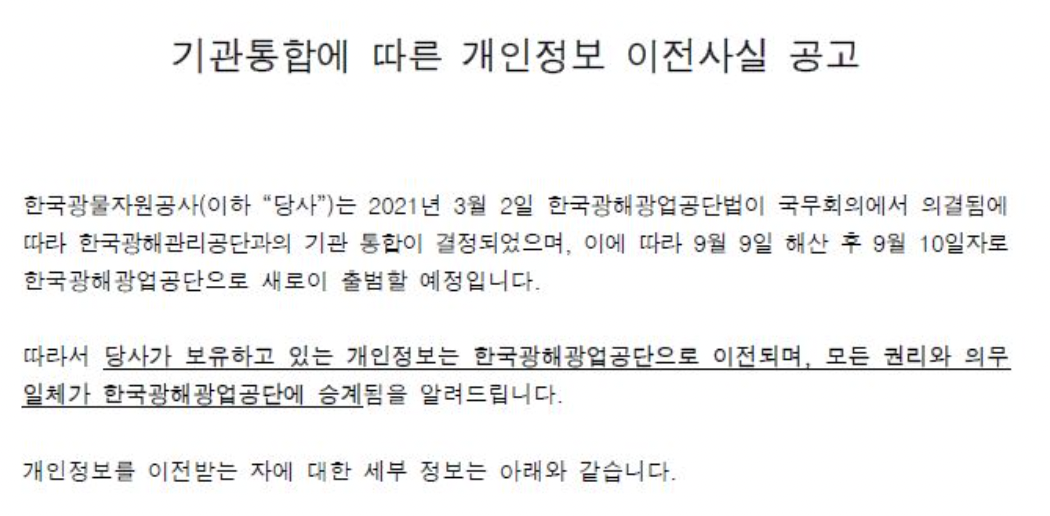 기관통합에 따른 개인정보 이전사실 공고
한국광물자원공사(이하 “당사”)는 2021년 3월 2일 한국광해광업공단법이 국무회의에서 의결됨에
따라 한국광해관리공단과의 기관 통합이 결정되었으며, 이에 따라 9월 9일 해산 후 9월 10일자로
한국광해광업공단으로 새로이 출범할 예정입니다.
따라서 당사가 보유하고 있는 개인정보는 한국광해광업공단으로 이전되며, 모든 권리와 의무
일체가 한국광해광업공단에 승계됨을 알려드립니다.
개인정보를 이전받는 자에 대한 세부 정보는 아래와 같습니다.